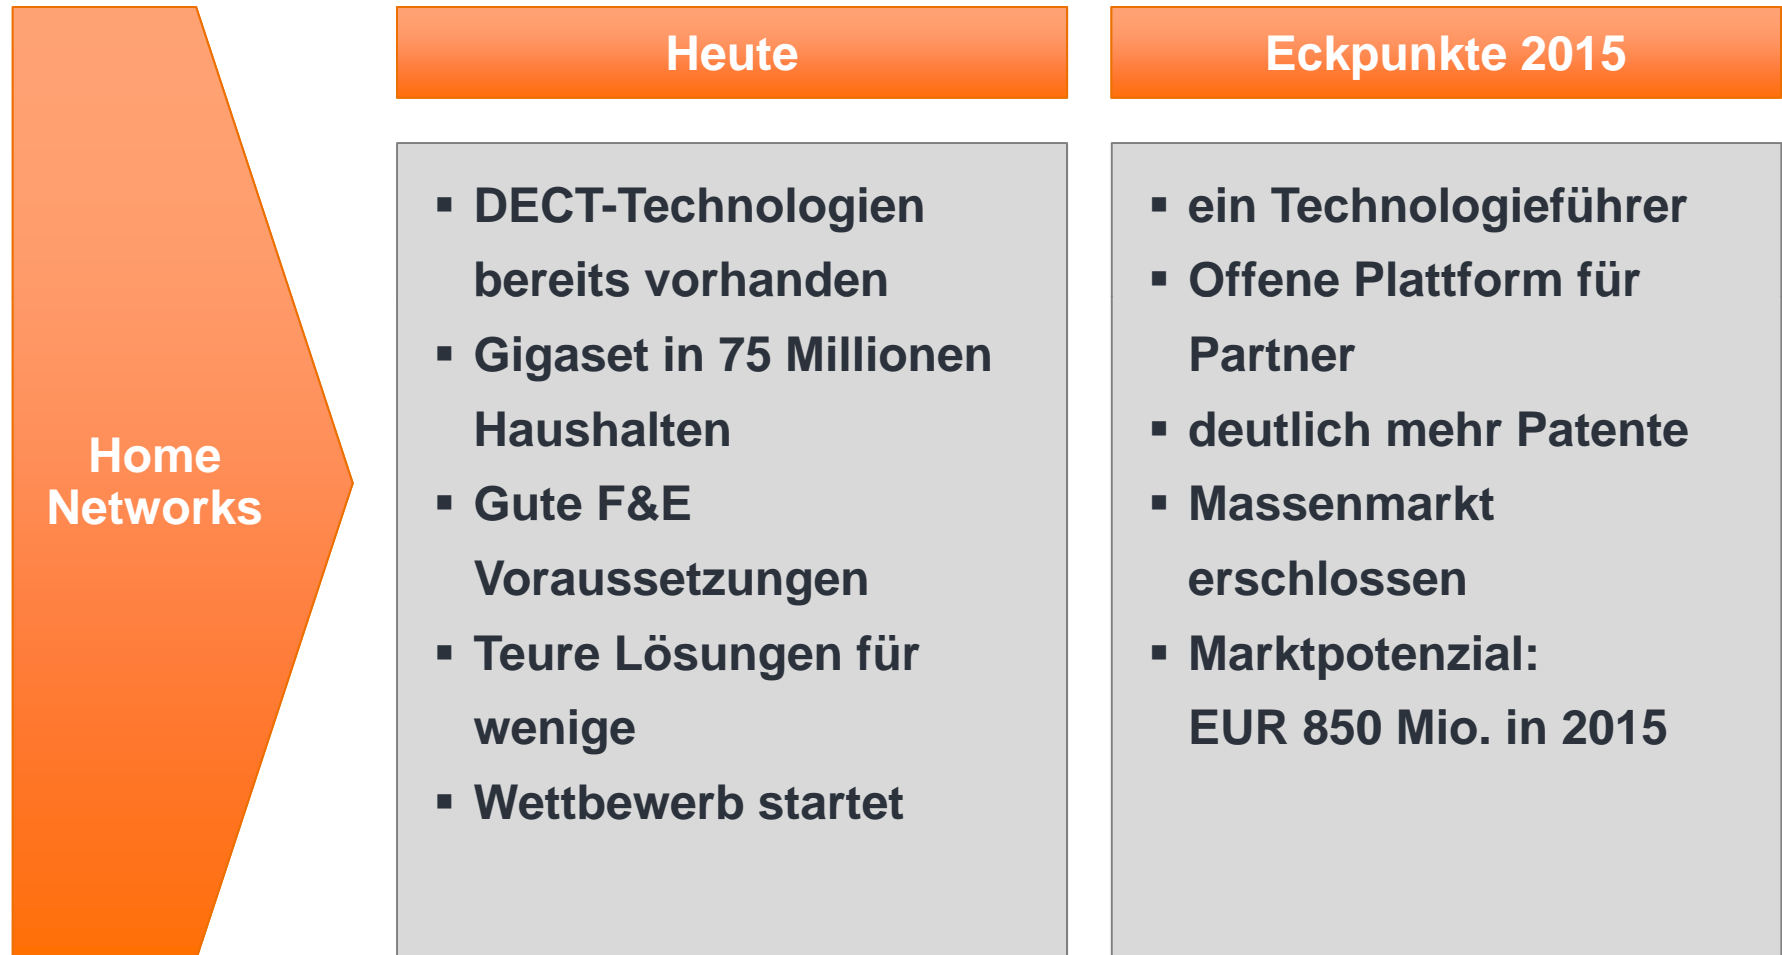 Home
Networks
Heute
▪ DECT-Technologien
bereits vorhanden
▪ Gigaset in 75 Millionen
Haushalten
▪ Gute F&E
Voraussetzungen
▪ Teure Lösungen für
wenige
▪ Wettbewerb startet
Eckpunkte 2015
▪ ein Technologieführer
▪ Offene Plattform für
Partner
▪ deutlich mehr Patente
▪ Massenmarkt
erschlossen
▪ Marktpotenzial:
EUR 850 Mio. in 2015